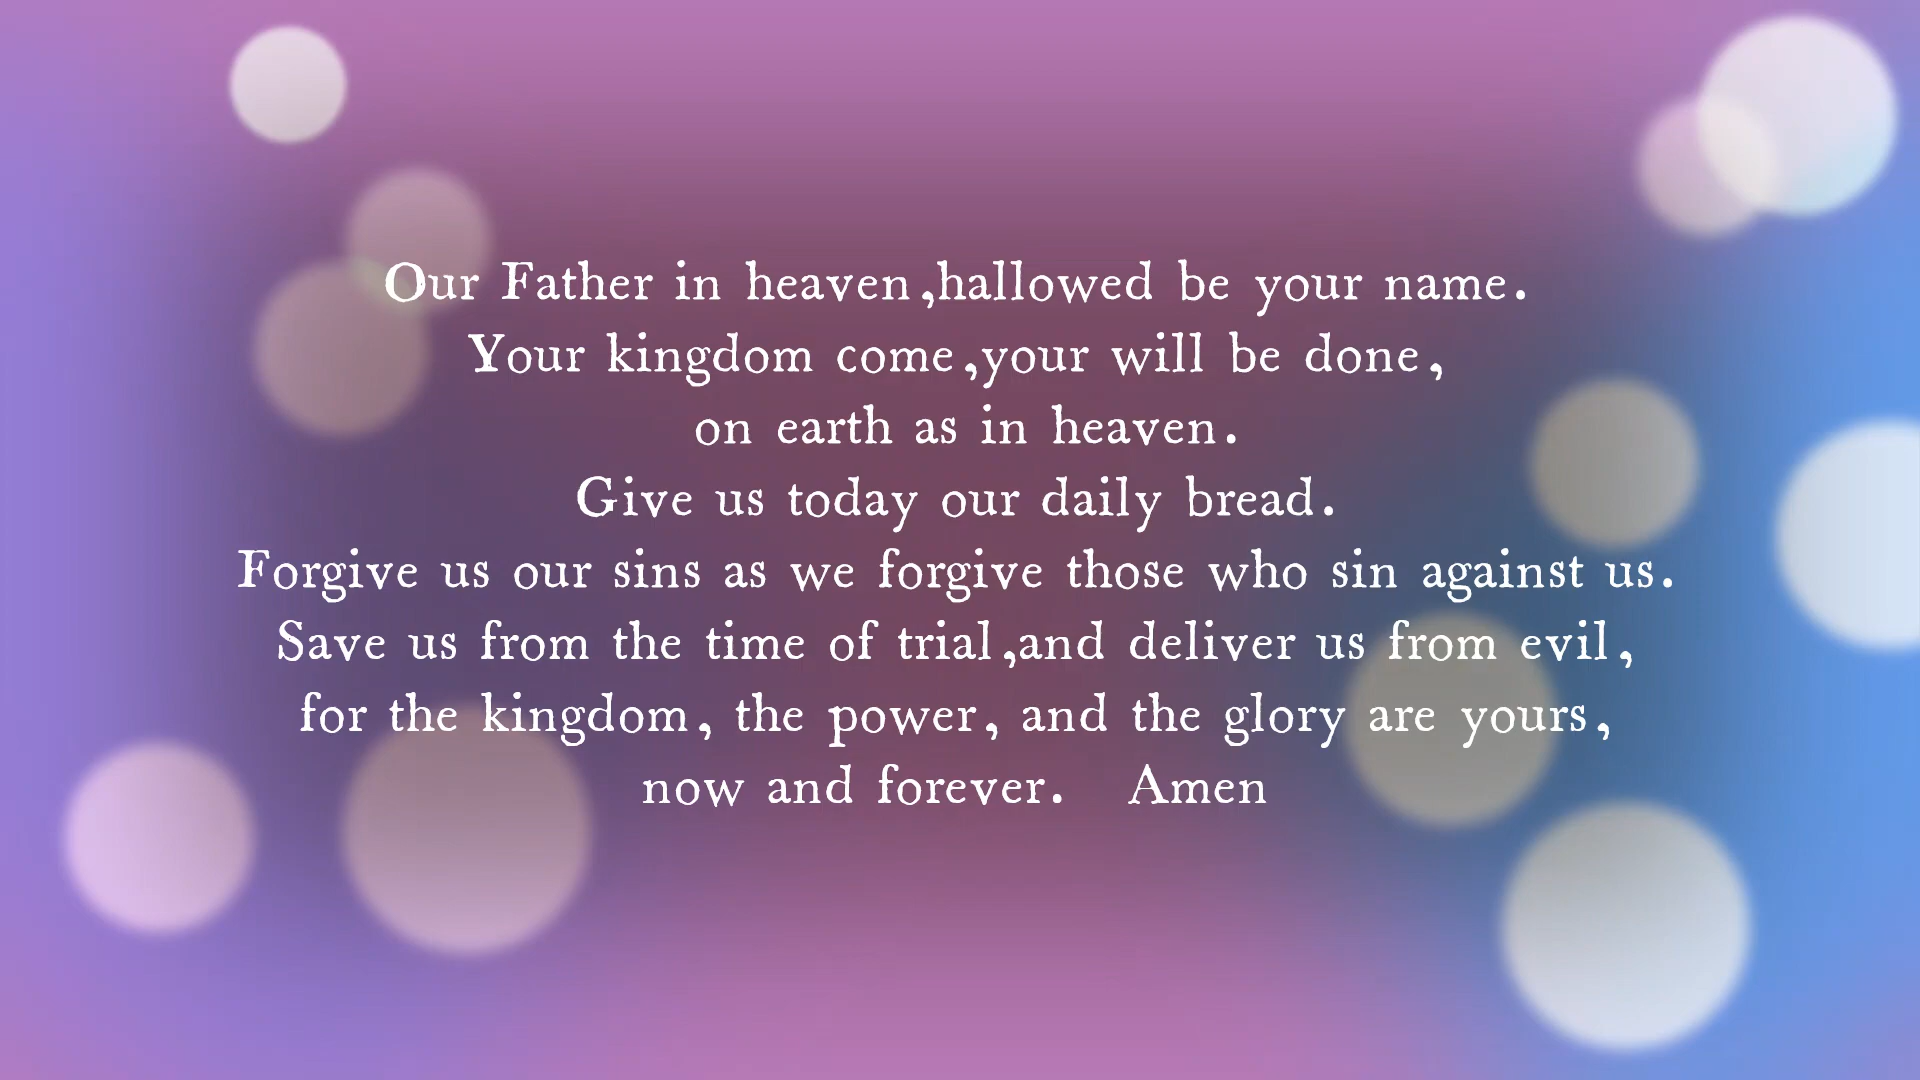 Our Father in heaven,hallowed be your name.
Your kingdom come,your will be done,
on earth as in heaven.
Give us today our daily bread.
Forgive us our sins as we forgive those who sin against us.
Save us from the time of trial,and deliver us from evil,
for the kingdom, the power, and the glory are yours,
now and forever. Amen